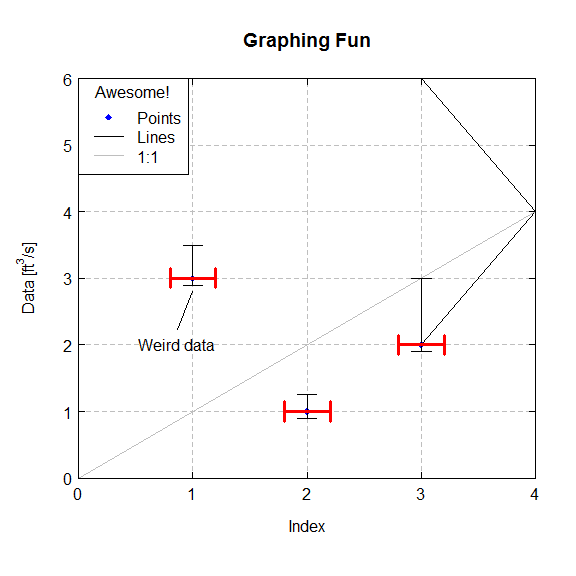 Graphing Fun
Data [ft³/s]
6
5
4
3
2
1
0
Awesome!
Points
Lines
1:1
Weird data
0 1 2 3 4
Index